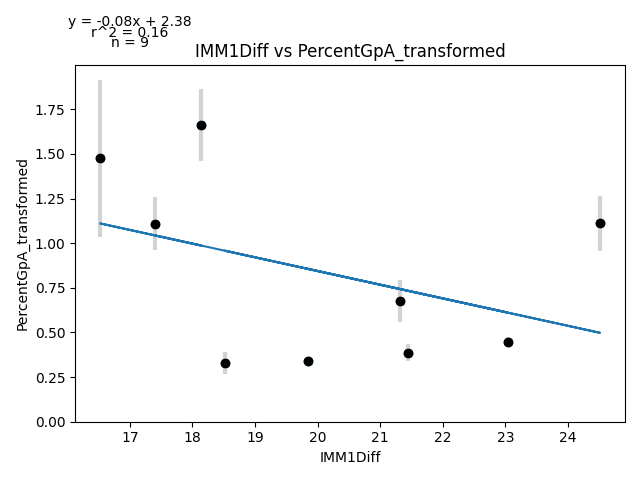 y = -0.08x + 2.38
r^2 = 0.16
n = 9
IMM1Diff vs PercentGpA_transformed
PercentGpA_transformed
1.75
1.50
1.25
1.00
0.75
0.50
0.25
0.00
17 18 19 20 21 22 23 24
IMM1Diff